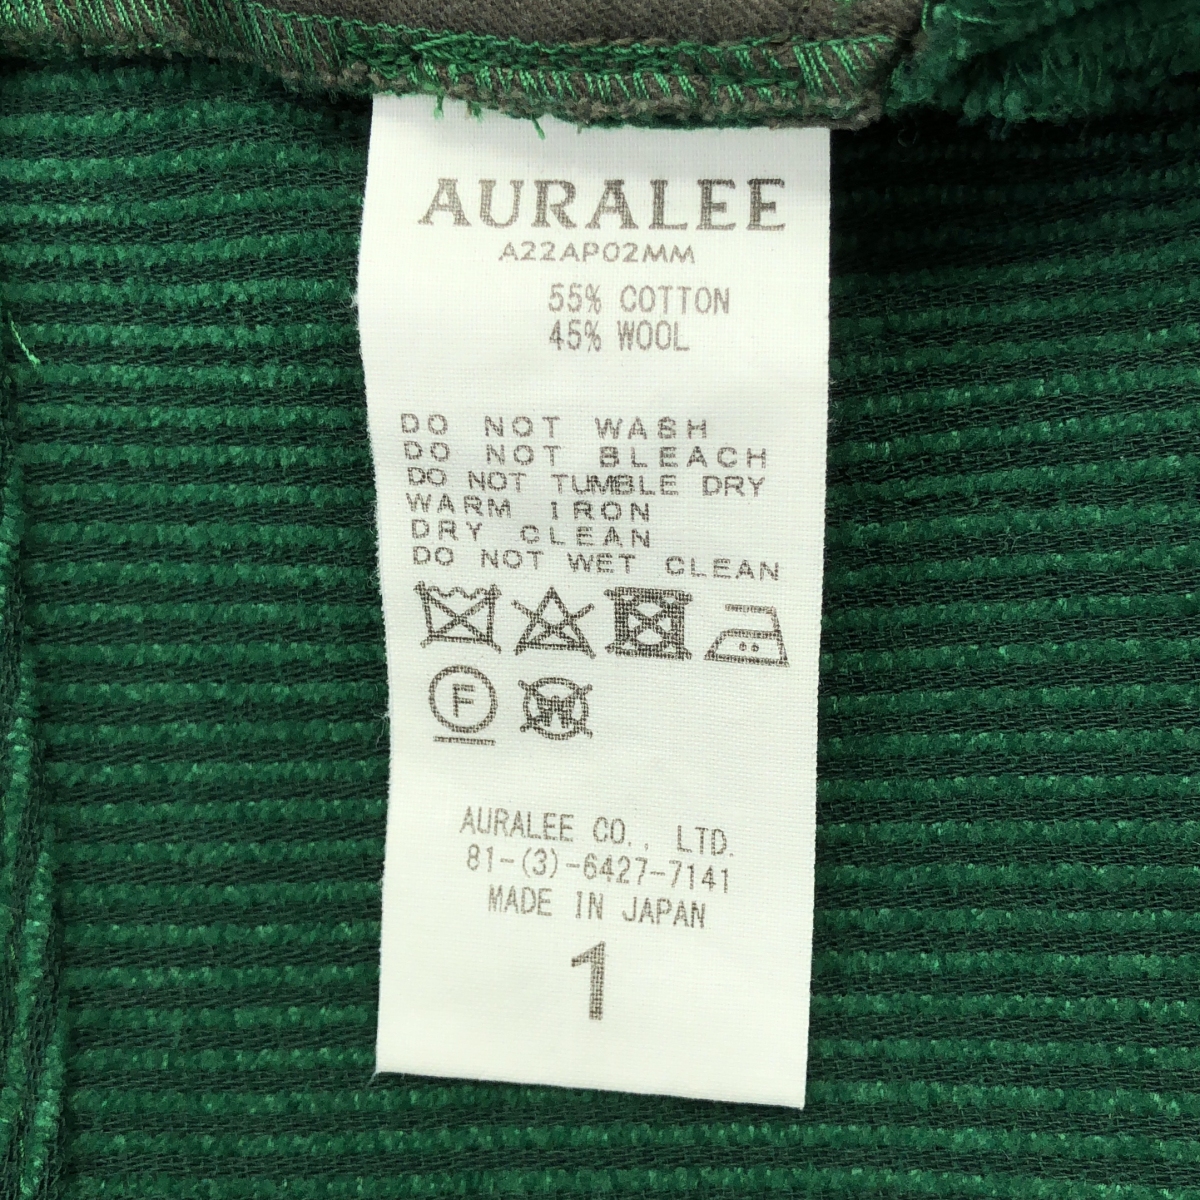 AURALEE
A22AP02MM
55% COTTON
45% WOOL
DO NOT WASH
DO NOT BLEACH
DO NOT TUMBLE DRY
WARM IRON
DRY CLEAN
DO NOT WET CLEAN
F W
AURALEE CO., LTD.
81-(3)-6427-7141
MADE IN JAPAN
1